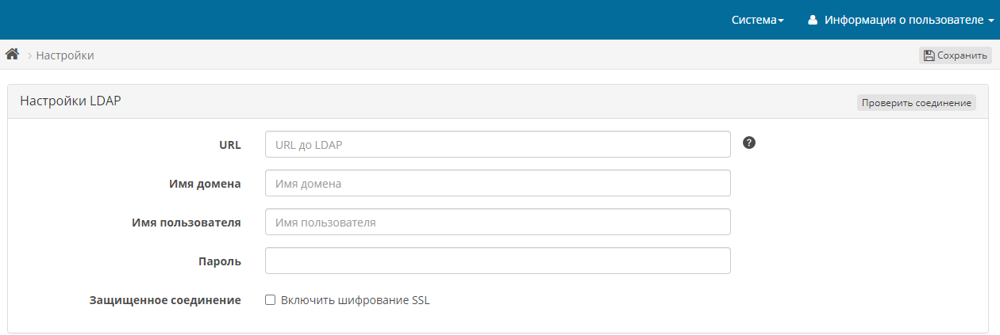 Система
Информация о пользователе
Настройки
Сохранить
Настройки LDAP
Проверить соединение
URL
URL до LDAP
?
Имя домена
Имя домена
Имя пользователя
Имя пользователя
Пароль
Защищенное соединение
Включить шифрование SSL